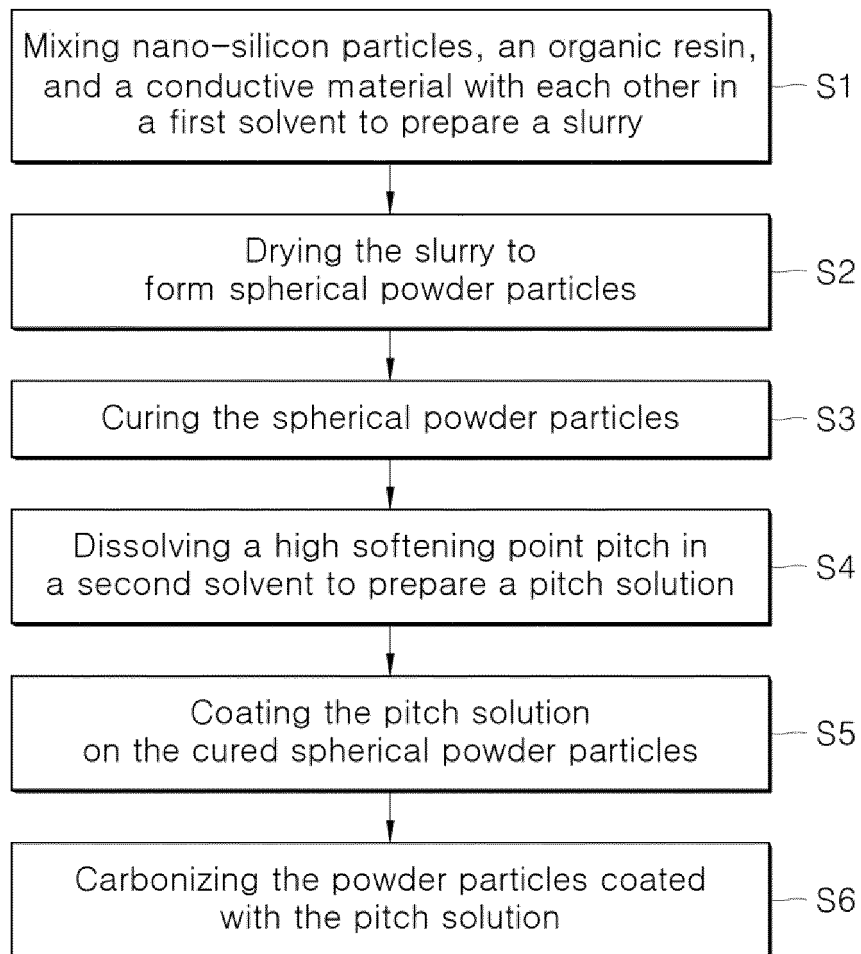 Mixing nano-silicon particles, an organic resin,
and a conductive material with each other in
a first solvent to prepare a slurry
S1
Drying the slurry to
form spherical powder particles
S2
Curing the spherical powder particles
S3
Dissolving a high softening point pitch in
a second solvent to prepare a pitch solution
S4
Coating the pitch solution
on the cured spherical powder particles
S5
Carbonizing the powder particles coated
with the pitch solution
S6